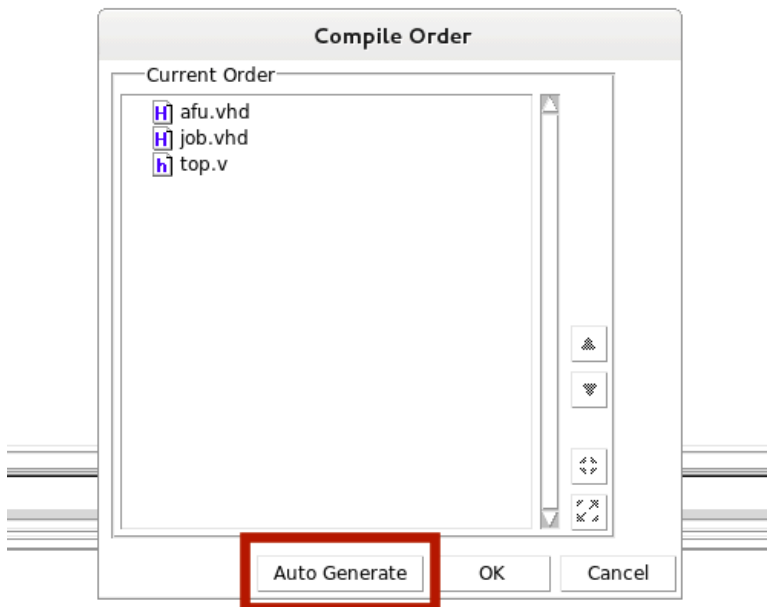 Compile Order
Current Order
H afu.vhd
H job.vhd
h top.v
Auto Generate OK Cancel